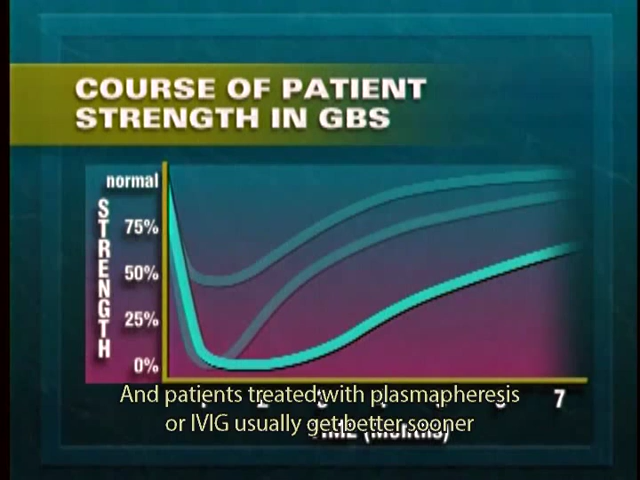 COURSE OF PATIENT
STRENGTH IN GBS
normal
STRENGTH
75%
50%
25%
0%
7
And patients treated with plasmapheresis
or IVIG usually get better sooner
(Months)